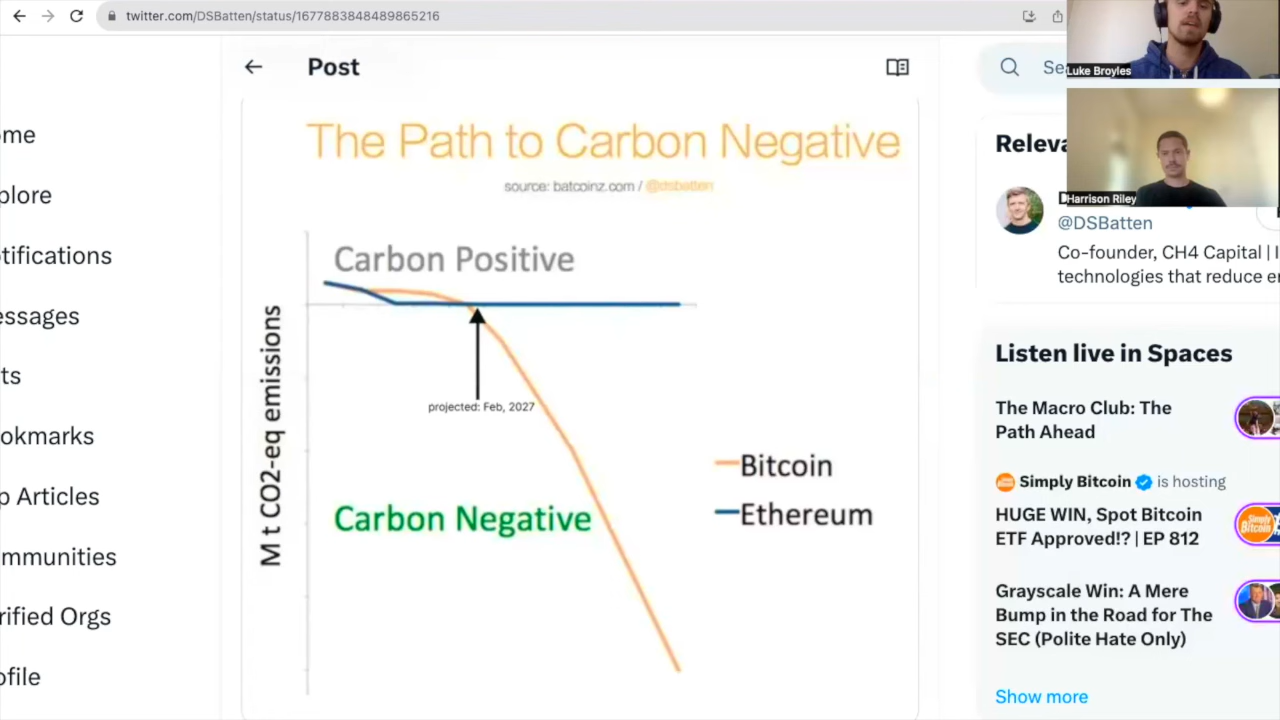 twitter.com/DSBatten/status/1677883848489865216
Post
ome
plore
otifications
essages
ts
okmarks
p Articles
mmunities
rified Orgs
ofile
The Path to Carbon Negative
source: batcoinz.com / @dsbatten
Carbon Positive
M t CO2-eq emissions
projected: Feb, 2027
Carbon Negative
Bitcoin
Ethereum
Se
Luke Broyles
Harrison Riley
Releva
@DSBatten
Co-founder, CH4 Capital | I
technologies that reduce e
Listen live in Spaces
The Macro Club: The
Path Ahead
Simply Bitcoin is hosting
HUGE WIN, Spot Bitcoin
ETF Approved!? | EP 812
Grayscale Win: A Mere
Bump in the Road for The
SEC (Polite Hate Only)
Show more